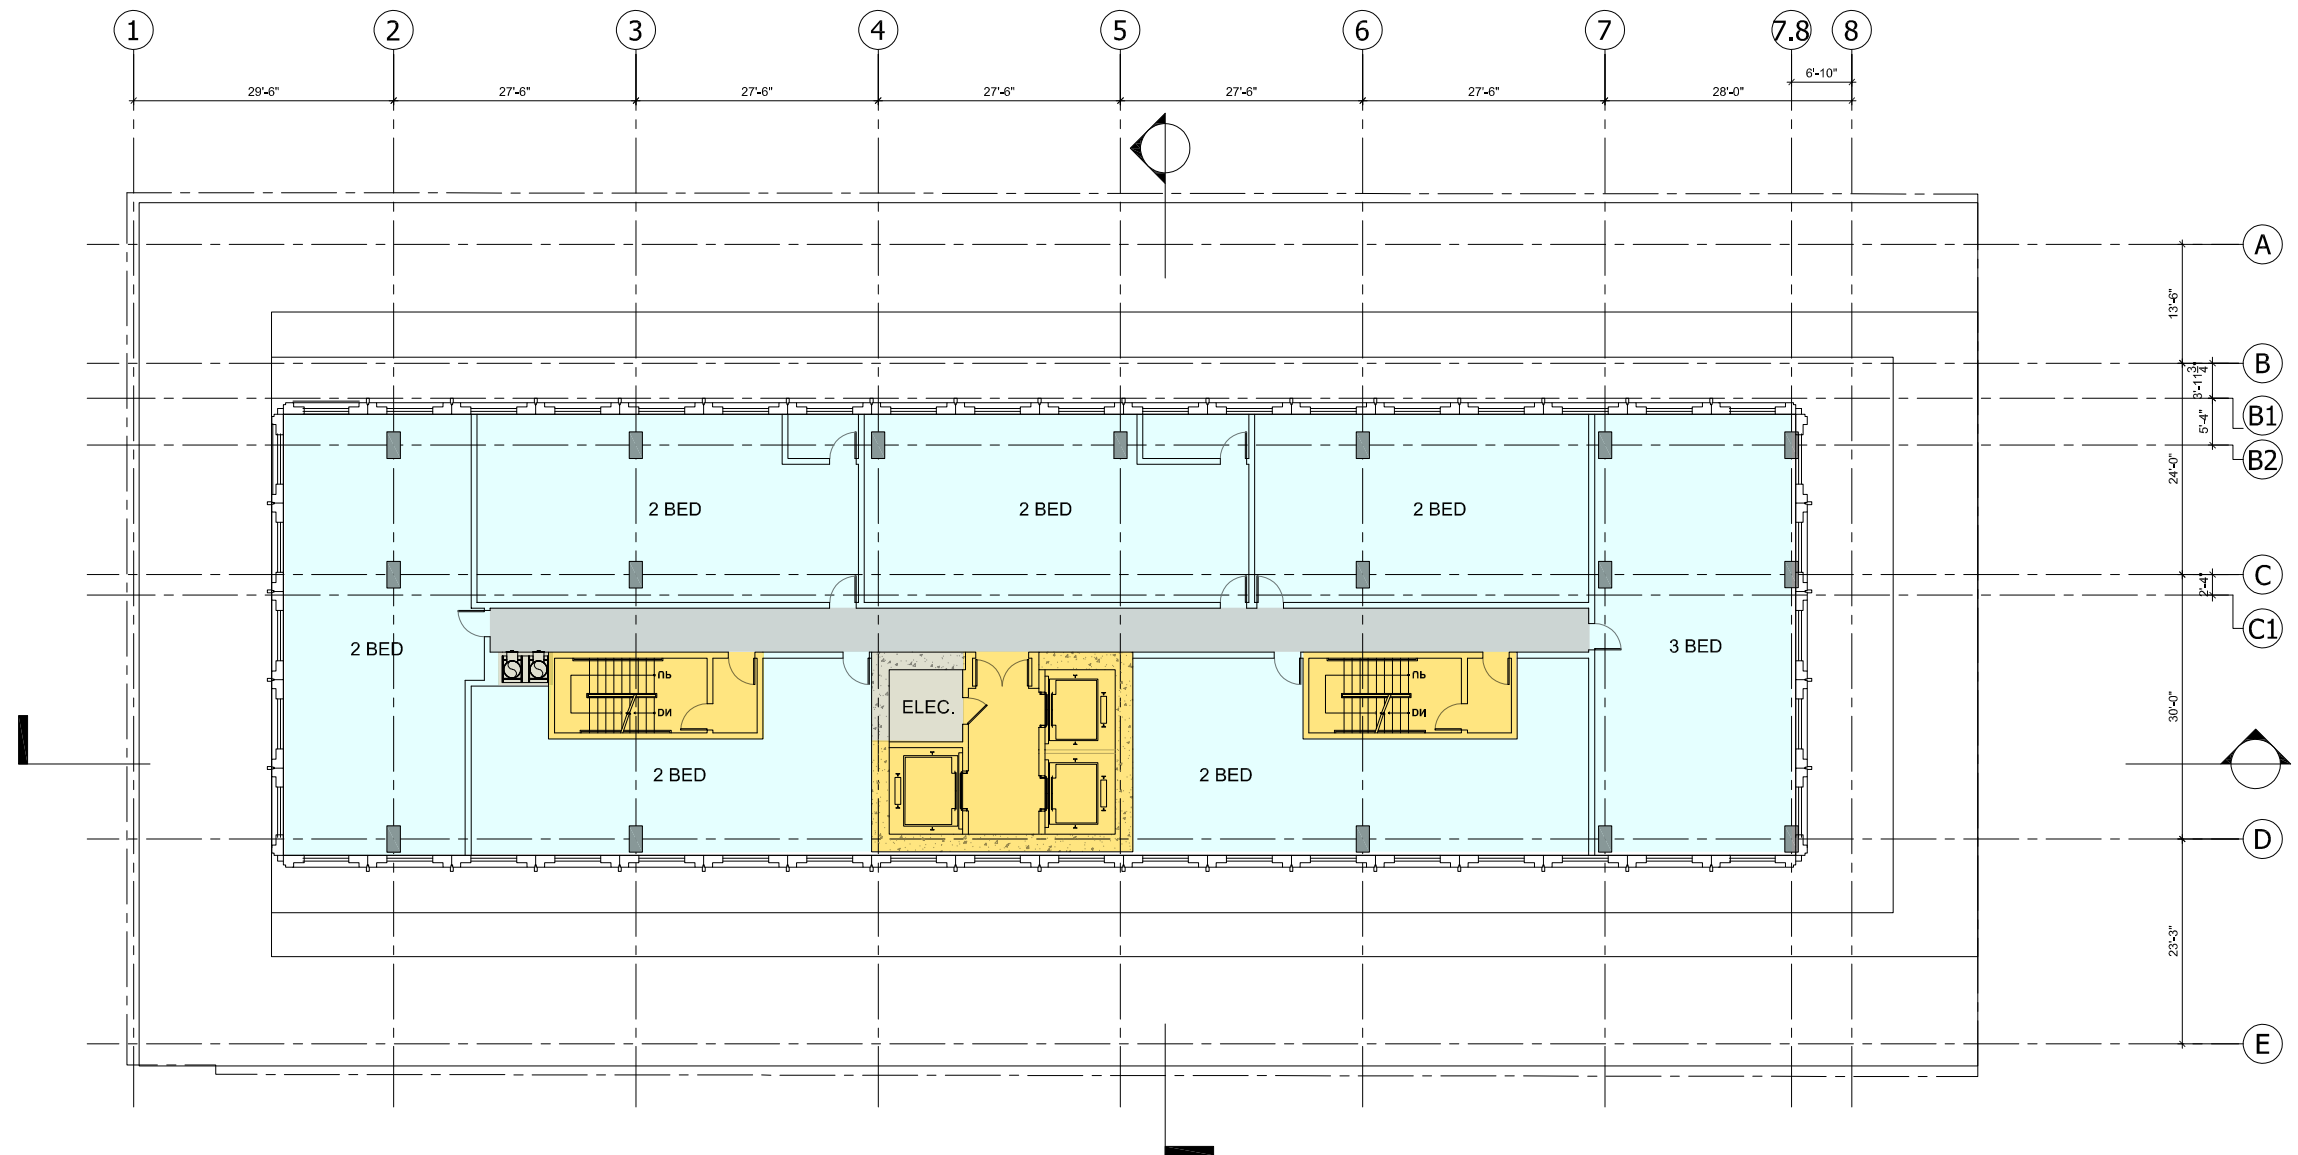 1 2 3 4 5 6 7 7.8 8
6'-10"
29'-6" 27'-6" 27'-6" 27'-6" 27'-6" 27'-6" 28'-0"
A
13'-6"
B
3'-11 3/4"
B1
5'-4"
B2
24'-0"
2 BED 2 BED 2 BED
C
2'-4"
C1
2 BED 3 BED
UP UP
ELEC.
DN DN
30'-0"
2 BED 2 BED
D
23'-3"
E